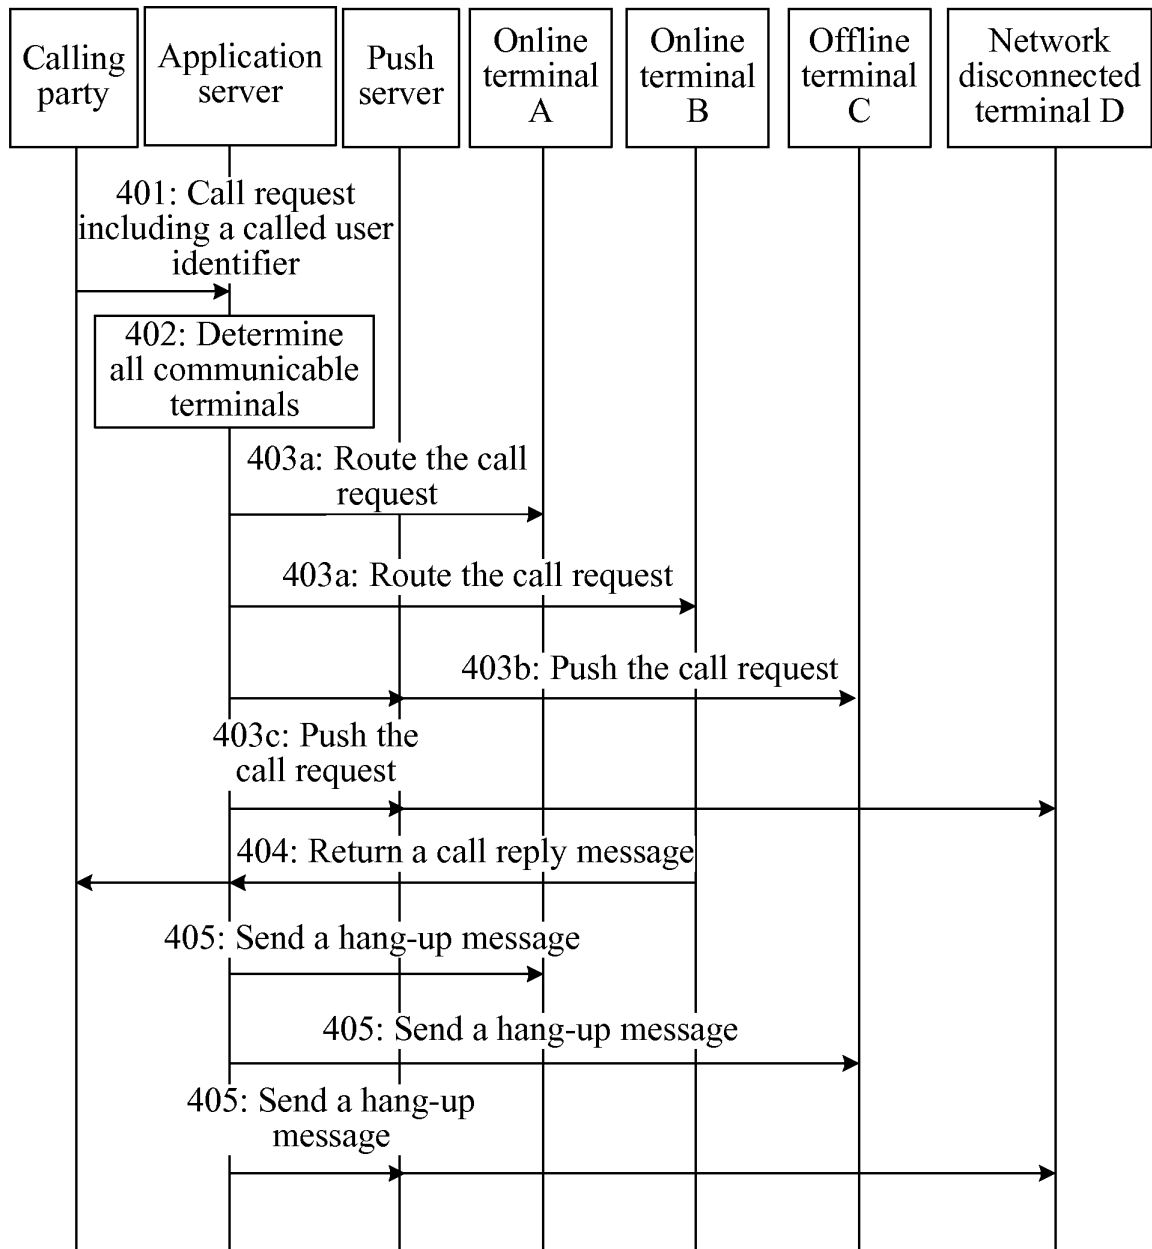 Calling
party
Application
server
Push
server
Online
terminal
A
Online
terminal
B
Offline
terminal
C
Network
disconnected
terminal D
401: Call request
including a called user
identifier
402: Determine
all communicable
terminals
403a: Route the call
request
403a: Route the call request
403b: Push the call request
403c: Push the
call request
404: Return a call reply message
405: Send a hang-up message
405: Send a hang-up message
405: Send a hang-up
message